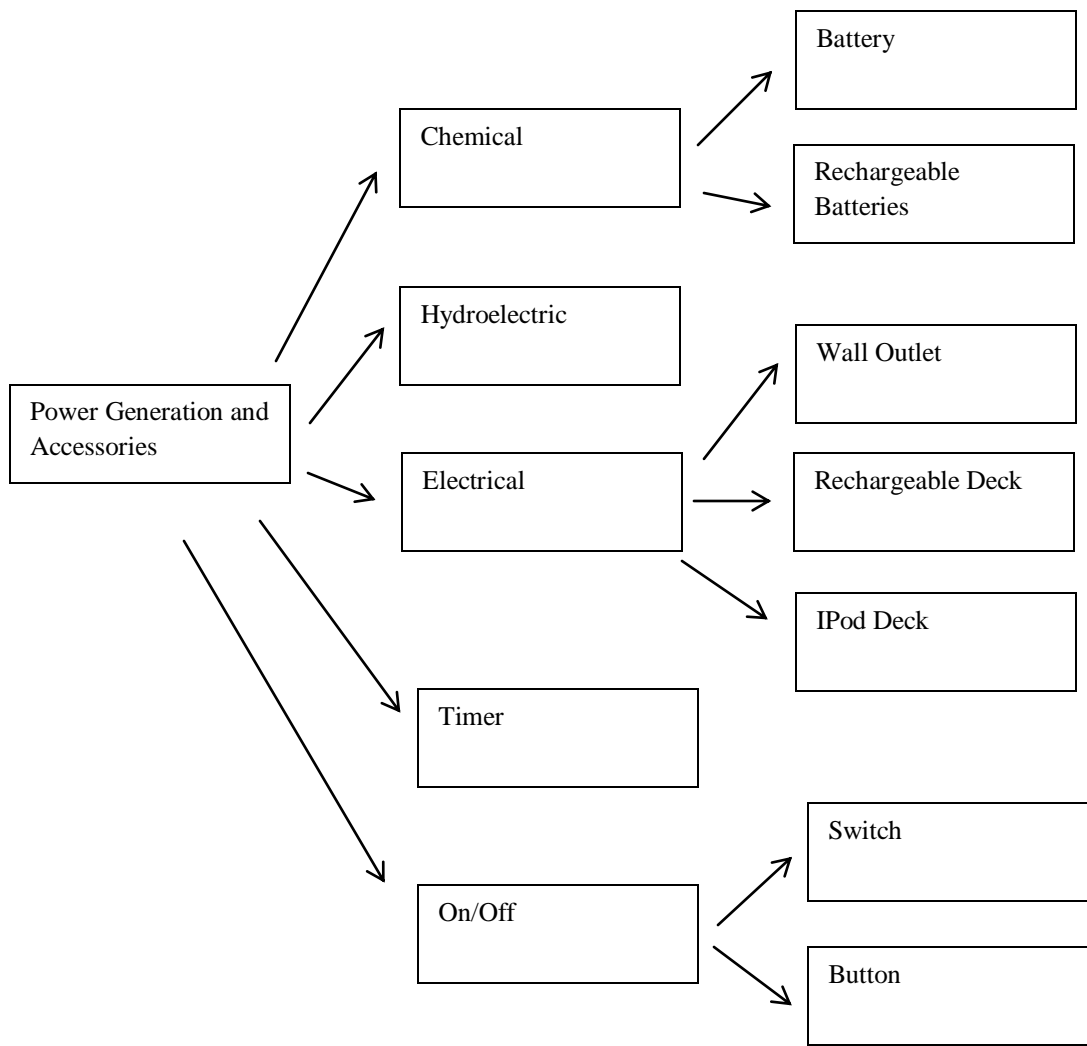 Battery
Chemical
Rechargeable
Batteries
Hydroelectric
Wall Outlet
Power Generation and
Accessories
Electrical
Rechargeable Deck
IPod Deck
Timer
Switch
On/Off
Button